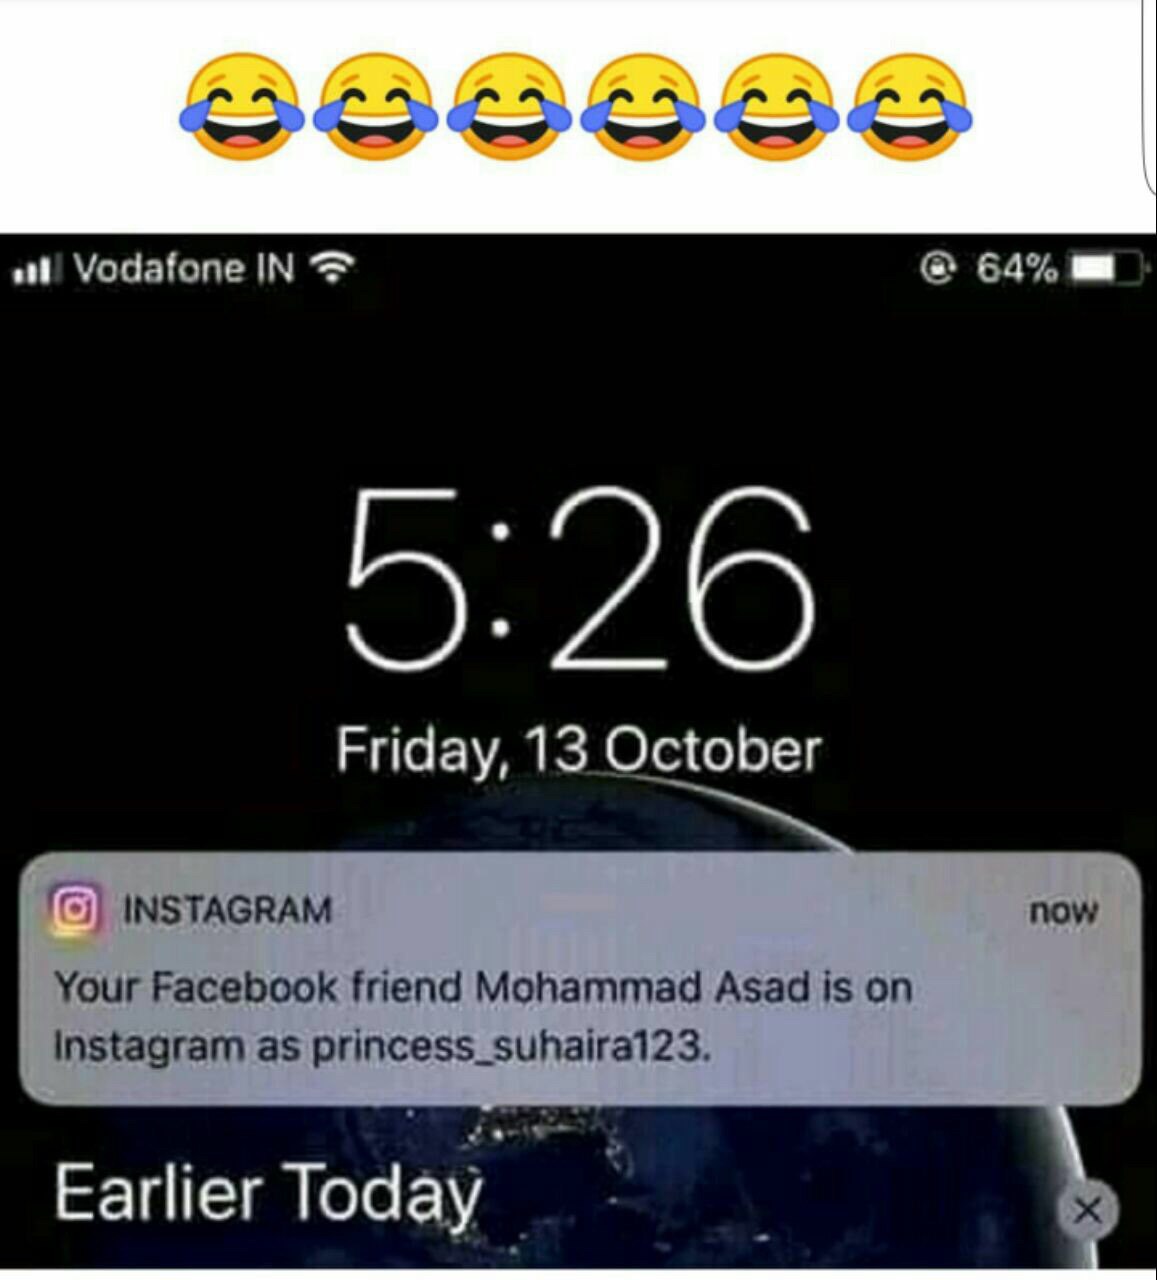 😂😂😂😂😂😂
Vodafone IN 64%
5:26
Friday, 13 October
INSTAGRAM now
Your Facebook friend Mohammad Asad is on
Instagram as princess_suhaira123.
Earlier Today